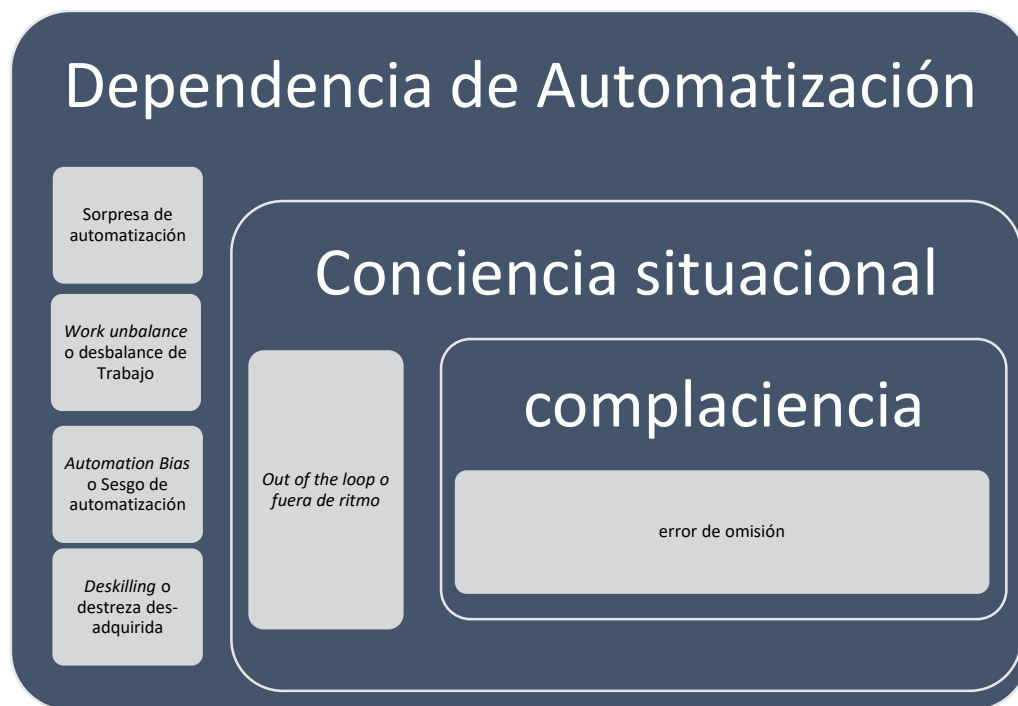 Dependencia de Automatización
Sorpresa de
automatización
Work unbalance
o desbalance de
Trabajo
Automation Bias
o Sesgo de
automatización
Deskilling o
destreza des-
adquirida
Conciencia situacional
Out of the loop o
fuera de ritmo
complaciencia
error de omisión